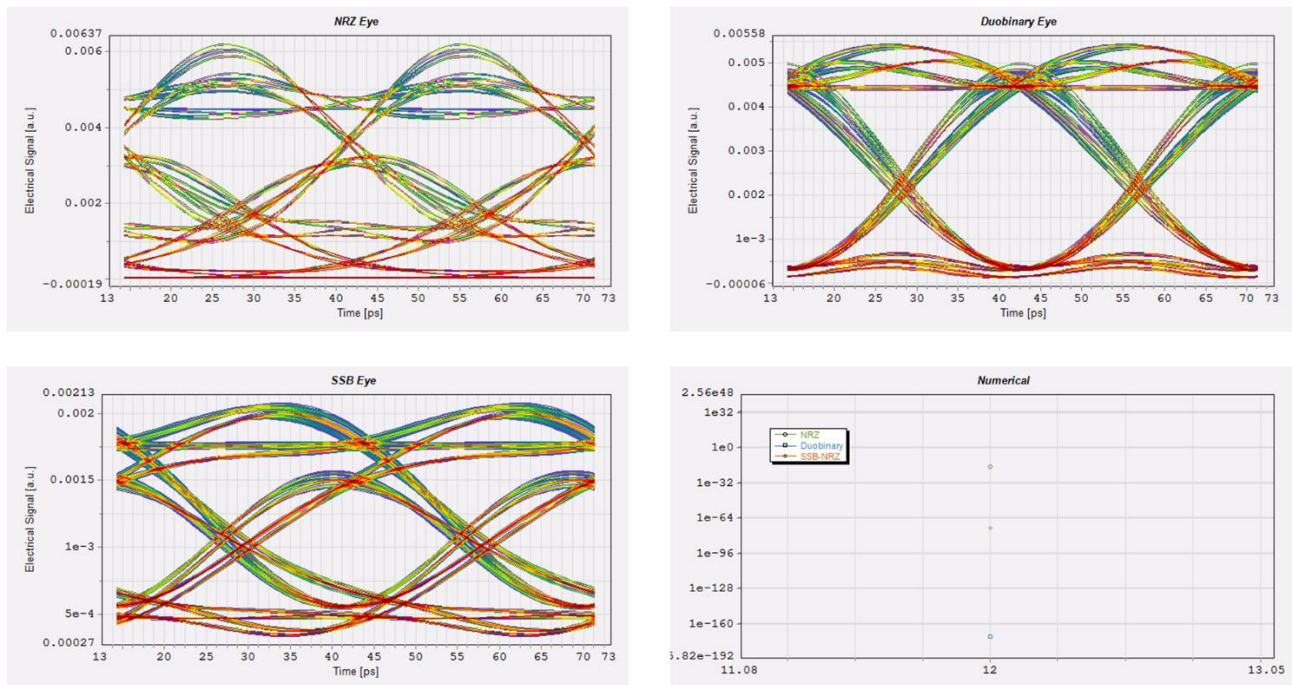 NRZ Eye
0.00637
0.006
0.004
0.002
-0.00019
13 20 25 30 35 40 45 50 55 60 65 70 73
Time [ps]
Electrical Signal [a.u.]
Duobinary Eye
0.00558
0.005
0.004
0.003
0.002
1e-3
-0.00006
13 20 25 30 35 40 45 50 55 60 65 70 73
Time [ps]
Electrical Signal [a.u.]
SSB Eye
0.00213
0.002
0.0015
1e-3
5e-4
0.00027
13 20 25 30 35 40 45 50 55 60 65 70 73
Time [ps]
Electrical Signal [a.u.]
Numerical
2.56e48
1e32
1e0
1e-32
1e-64
1e-96
1e-128
1e-160
5.82e-192
11.08 12 13.05
NRZ
Duobinary
SSB-NRZ